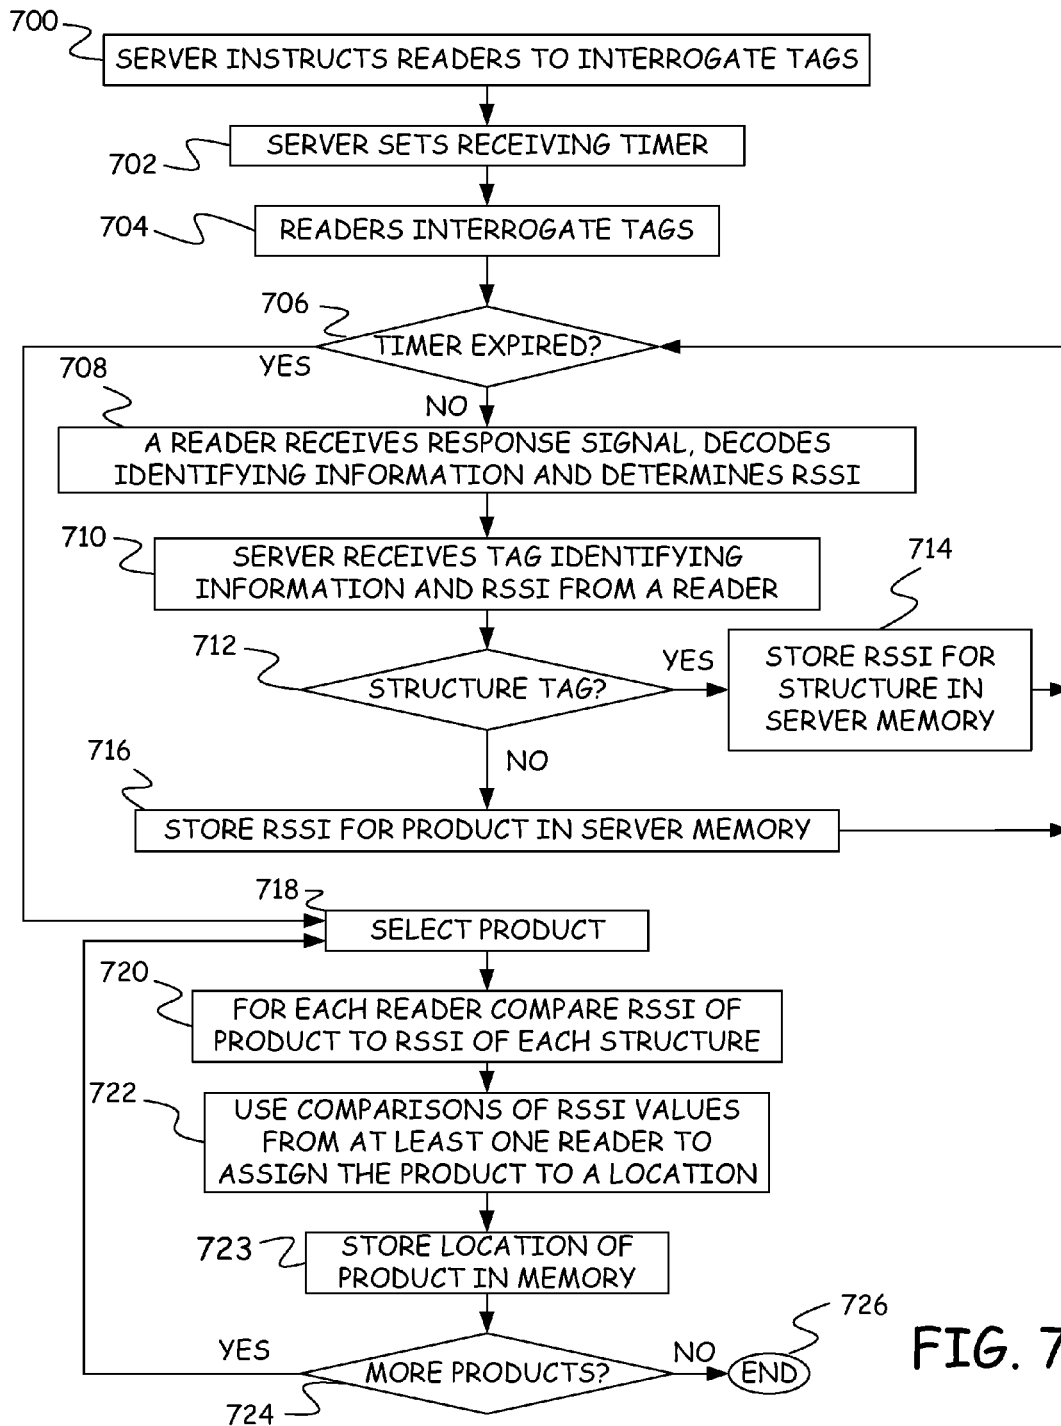 700
SERVER INSTRUCTS READERS TO INTERROGATE TAGS
702
SERVER SETS RECEIVING TIMER
704
READERS INTERROGATE TAGS
706
TIMER EXPIRED?
YES
NO
708
A READER RECEIVES RESPONSE SIGNAL, DECODES
IDENTIFYING INFORMATION AND DETERMINES RSSI
710
SERVER RECEIVES TAG IDENTIFYING
INFORMATION AND RSSI FROM A READER
712
STRUCTURE TAG?
YES
NO
714
STORE RSSI FOR
STRUCTURE IN
SERVER MEMORY
716
STORE RSSI FOR PRODUCT IN SERVER MEMORY
718
SELECT PRODUCT
720
FOR EACH READER COMPARE RSSI OF
PRODUCT TO RSSI OF EACH STRUCTURE
722
USE COMPARISONS OF RSSI VALUES
FROM AT LEAST ONE READER TO
ASSIGN THE PRODUCT TO A LOCATION
723
STORE LOCATION OF
PRODUCT IN MEMORY
724
MORE PRODUCTS?
YES
NO
726
END
FIG. 7